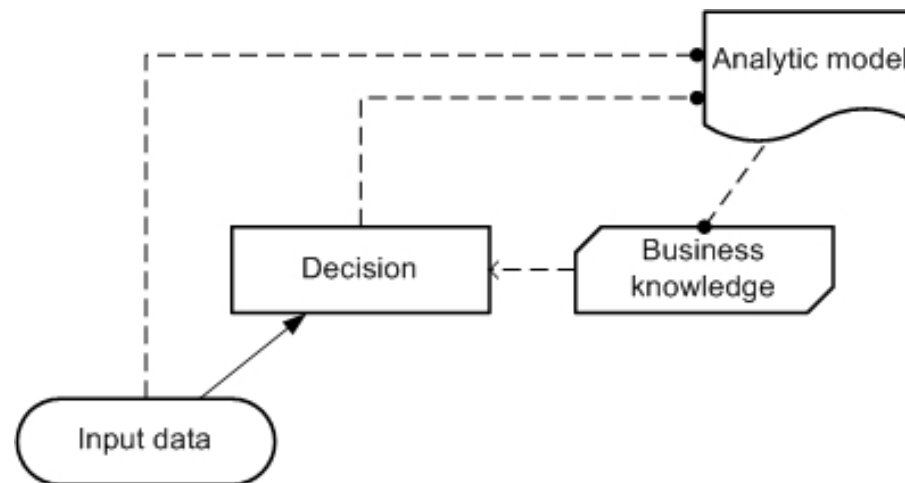 Analytic model
Decision
Business
knowledge
Input data